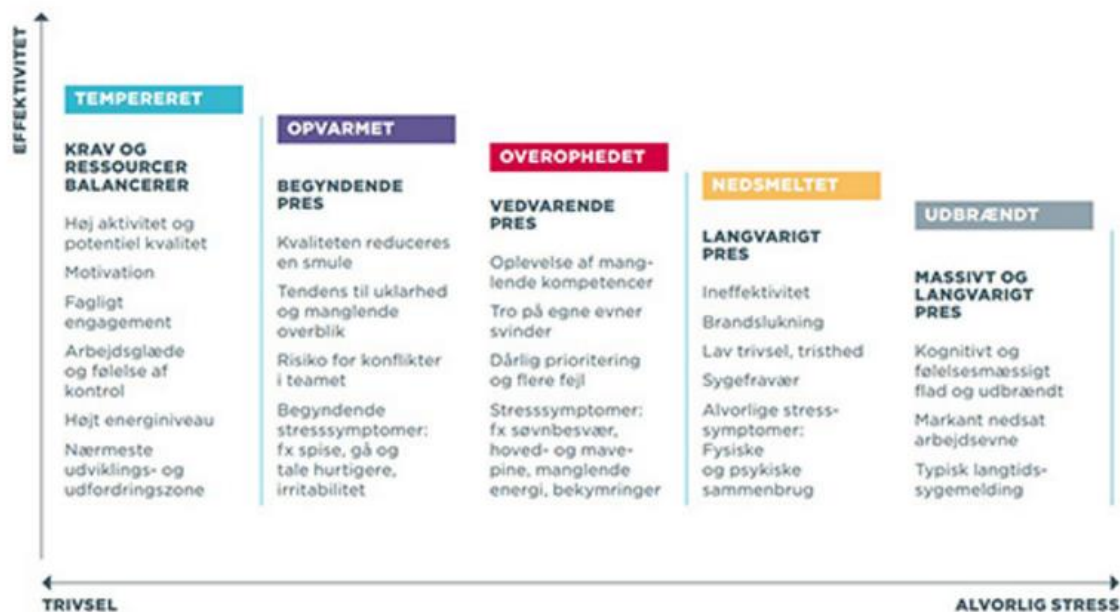 EFFEKTIVITET
TEMPERERET
KRAV OG
RESSOURCER
BALANCERER
Høj aktivitet og
potentiel kvalitet
Motivation
Fagligt
engagement
Arbejdsglæde
og følelse af
kontrol
Højt energiniveau
Nærmeste
udviklings- og
udfordringszone
OPVARMET
BEGYNDENDE
PRES
Kvaliteten reduceres
en smule
Tendens til uklarhed
og manglende
overblik
Risiko for konflikter
i teamet
Begyndende
stresssymptomer:
fx spise, gå og
tale hurtigere,
irritabilitet
OVEROPHEDET
VEDVARENDE
PRES
Oplevelse af mang-
lende kompetencer
Tro på egne evner
svinder
Dårlig prioritering
og flere fejl
Stresssymptomer:
fx søvnbesvær,
hoved- og mave-
pine, manglende
energi, bekymringer
NEDSMELTET
LANGVARIGT
PRES
Ineffektivitet
Brandslukning
Lav trivsel, tristhed
Sygefravær
Alvorlige stress-
symptomer:
Fysiske
og psykiske
sammenbrug
UDBRÆNDT
MASSIVT OG
LANGVARIGT
PRES
Kognitivt og
følelsesmæssigt
flad og udbrændt
Markant nedsat
arbejdsevne
Typisk langtids-
sygemelding
TRIVSEL
ALVORLIG STRESS